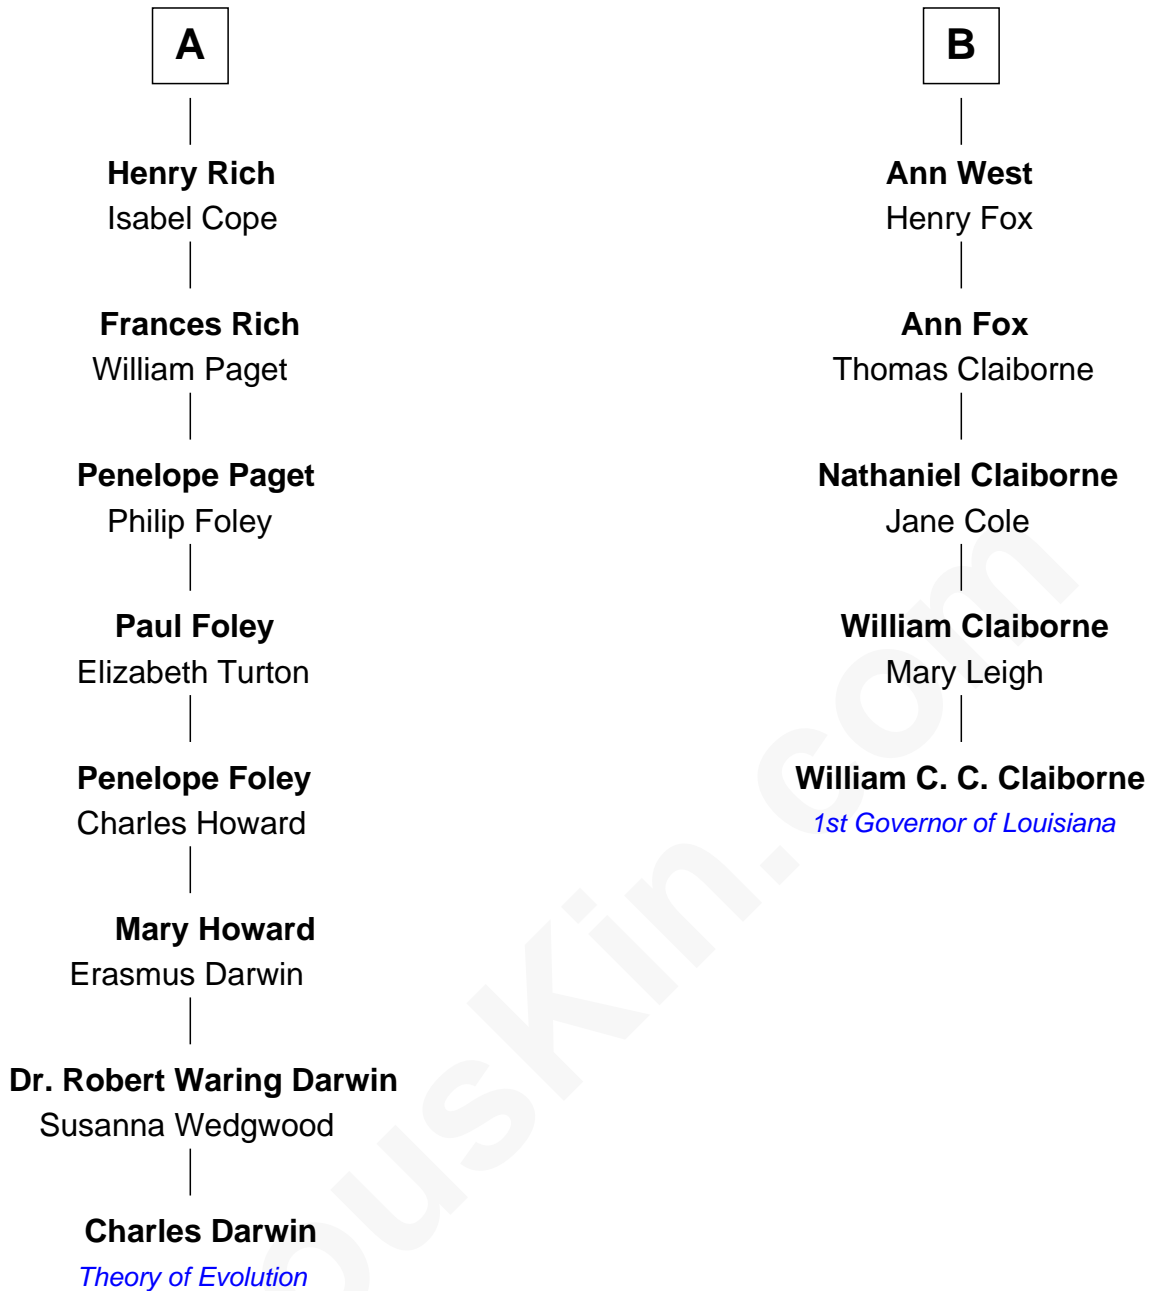 A
Henry Rich
Isabel Cope
Frances Rich
William Paget
Penelope Paget
Philip Foley
Paul Foley
Elizabeth Turton
Penelope Foley
Charles Howard
Mary Howard
Erasmus Darwin
Dr. Robert Waring Darwin
Susanna Wedgwood
Charles Darwin
Theory of Evolution
B
Ann West
Henry Fox
Ann Fox
Thomas Claiborne
Nathaniel Claiborne
Jane Cole
William Claiborne
Mary Leigh
William C. C. Claiborne
1st Governor of Louisiana
ousKin.com